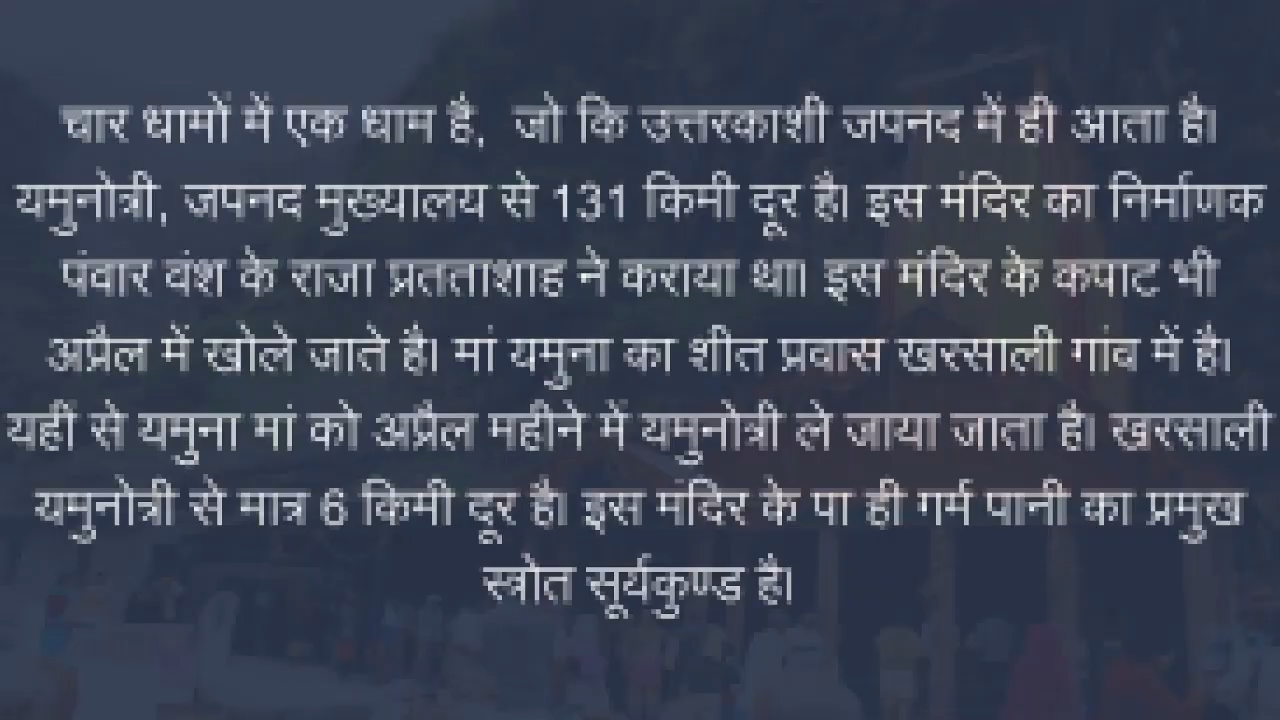 चार धामों में एक धाम है, जो कि उत्तरकाशी जपनद में ही आता है।
यमुनोत्री, जपनद मुख्यालय से 131 किमी दूर है। इस मंदिर का निर्माणक
पंवार वंश के राजा प्रतताशाह ने कराया था। इस मंदिर के कपाट भी
अप्रैल में खोले जाते है। मां यमुना का शीत प्रवास खरसाली गांव में है।
यहीं से यमुना मां को अप्रैल महीने में यमुनोत्री ले जाया जाता है। खरसाली
यमुनोत्री से मात्र 6 किमी दूर है। इस मंदिर के पा ही गर्म पानी का प्रमुख
स्त्रोत सूर्यकुण्ड है।